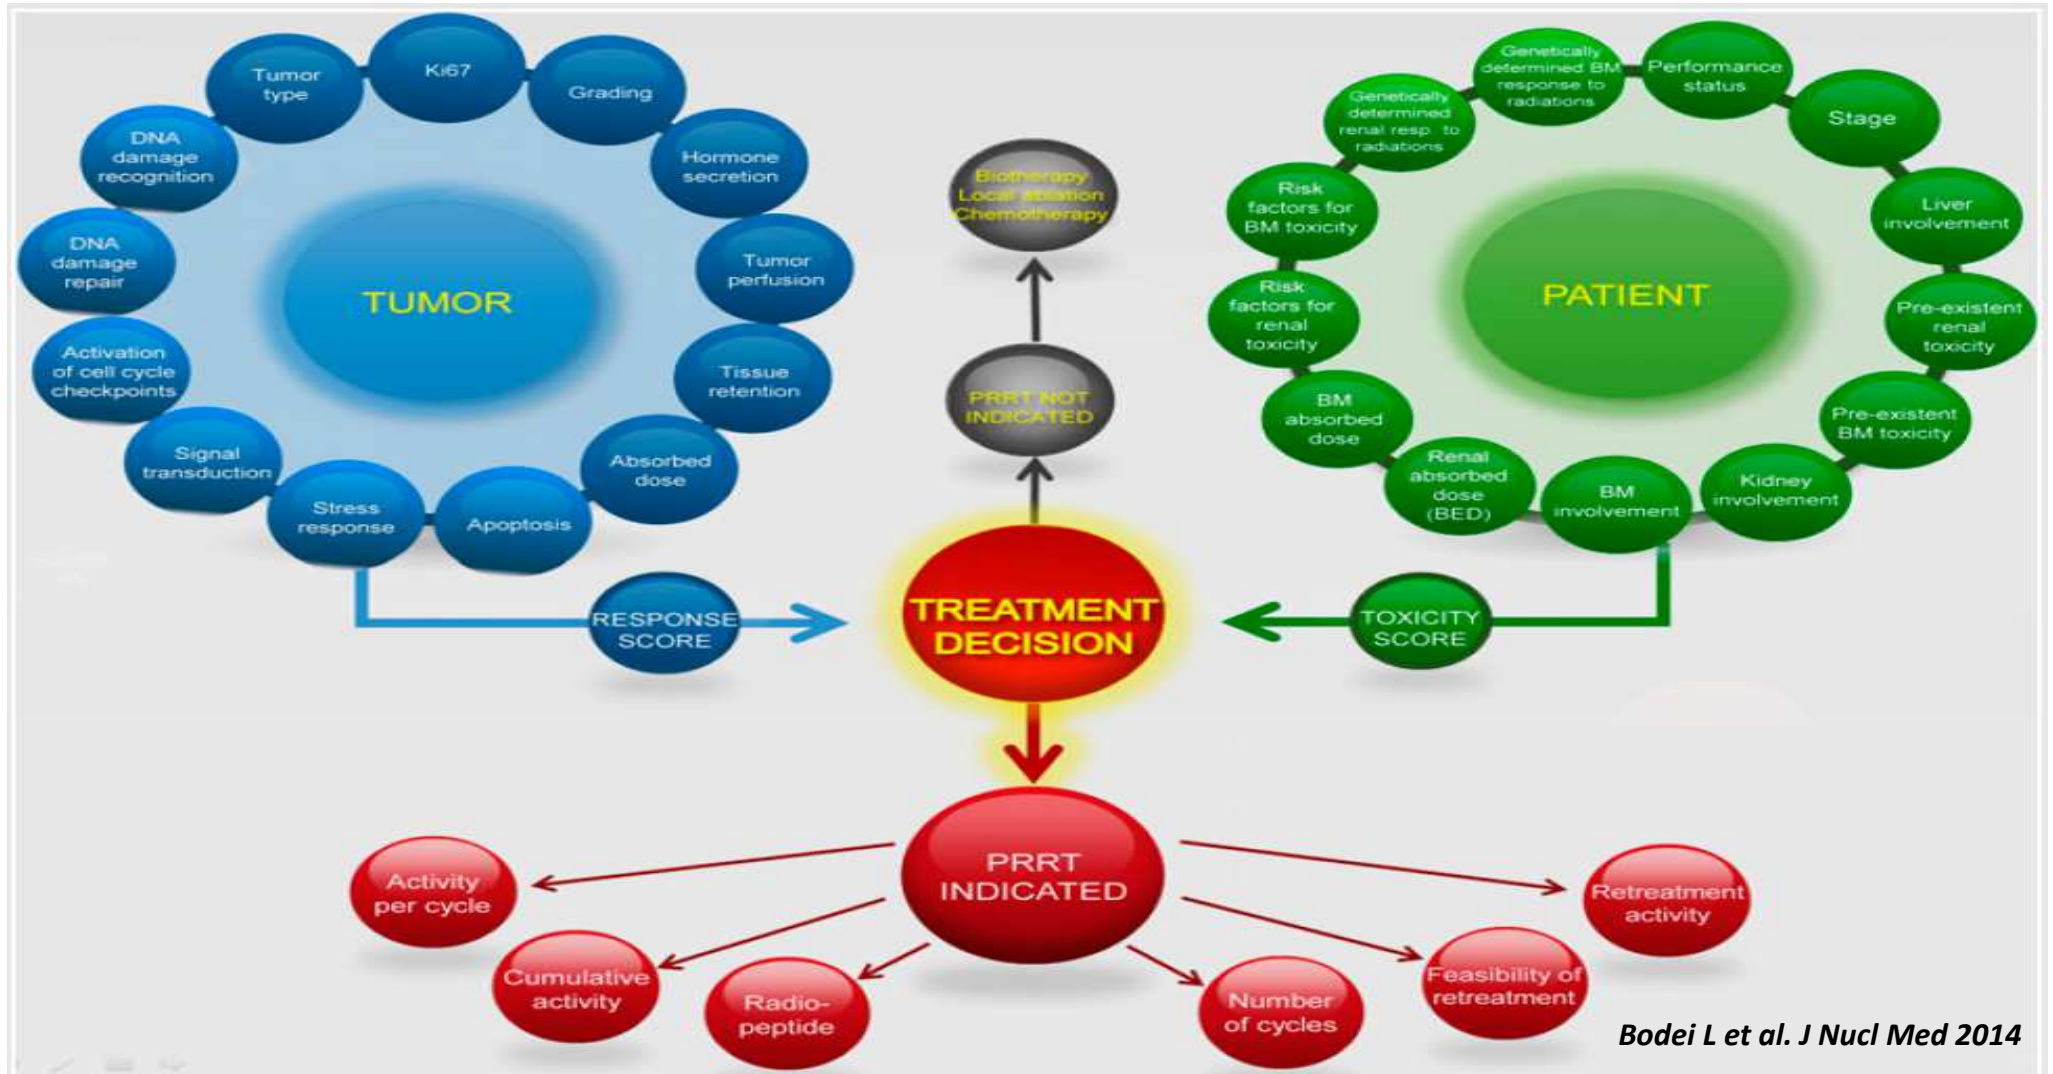 Tumor
type
Ki67
Grading
Hormone
secretion
Tumor
perfusion
Tissue
retention
Absorbed
dose
Apoptosis
Stress
response
Signal
transduction
Activation
of cell cycle
checkpoints
DNA
damage
repair
DNA
damage
recognition
TUMOR
RESPONSE
SCORE
Biotherapy
Local ablation
Chemotherapy
PRRT NOT
INDICATED
TREATMENT
DECISION
Genetically
determined BM
response to
radiations
Performance
status
Stage
Liver
involvement
Pre-existent
renal
toxicity
Pre-existent
BM toxicity
Kidney
involvement
BM
involvement
Renal
absorbed
dose
(BED)
BM
absorbed
dose
Risk
factors for
renal
toxicity
Risk
factors for
BM toxicity
Genetically
determined
renal resp. to
radiations
PATIENT
TOXICITY
SCORE
PRRT
INDICATED
Activity
per cycle
Cumulative
activity
Radio-
peptide
Number
of cycles
Feasibility of
retreatment
Retreatment
activity
Bodei L et al. J Nucl Med 2014